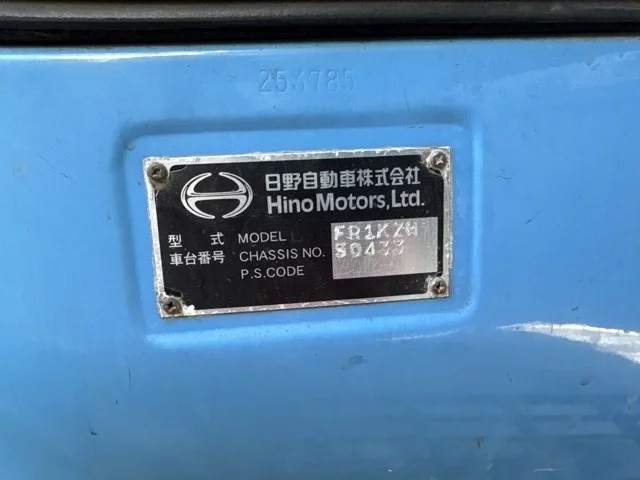 253785
日野自動車株式会社
Hino Motors, Ltd.
型 式 MODEL FR1KZW
車台番号 CHASSIS NO. 50433
P.S.CODE